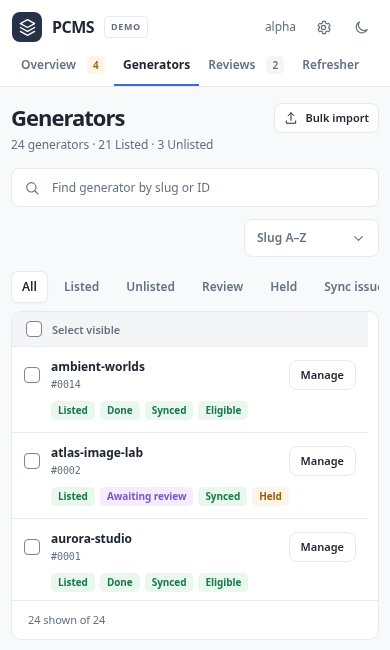 PCMS DEMO alpha
Overview 4 Generators Reviews 2 Refresher
Generators
Bulk import
24 generators · 21 Listed · 3 Unlisted
Find generator by slug or ID
Slug A–Z
All Listed Unlisted Review Held Sync issue
Select visible
ambient-worlds
Manage
#0014
Listed Done Synced Eligible
atlas-image-lab
Manage
#0002
Listed Awaiting review Synced Held
aurora-studio
Manage
#0001
Listed Done Synced Eligible
24 shown of 24